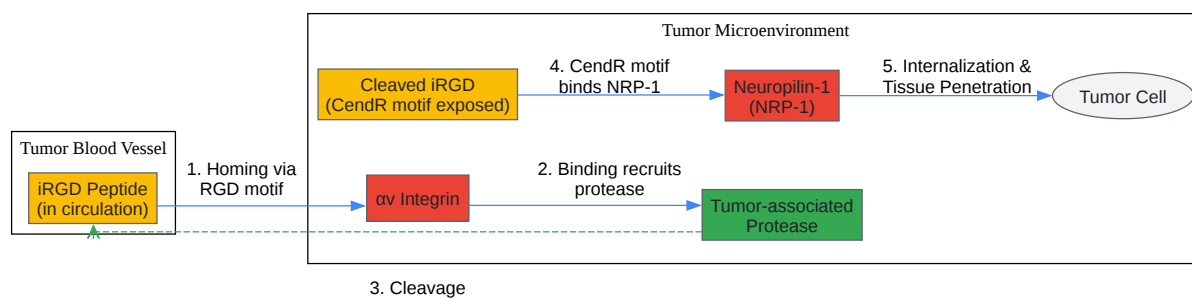 Tumor Microenvironment
Cleaved iRGD
(CendR motif exposed)
4. CendR motif
binds NRP-1
Neuropilin-1
(NRP-1)
5. Internalization &
Tissue Penetration
Tumor Cell
Tumor Blood Vessel
iRGD Peptide
(in circulation)
1. Homing via
RGD motif
αv Integrin
2. Binding recruits
protease
Tumor-associated
Protease
3. Cleavage